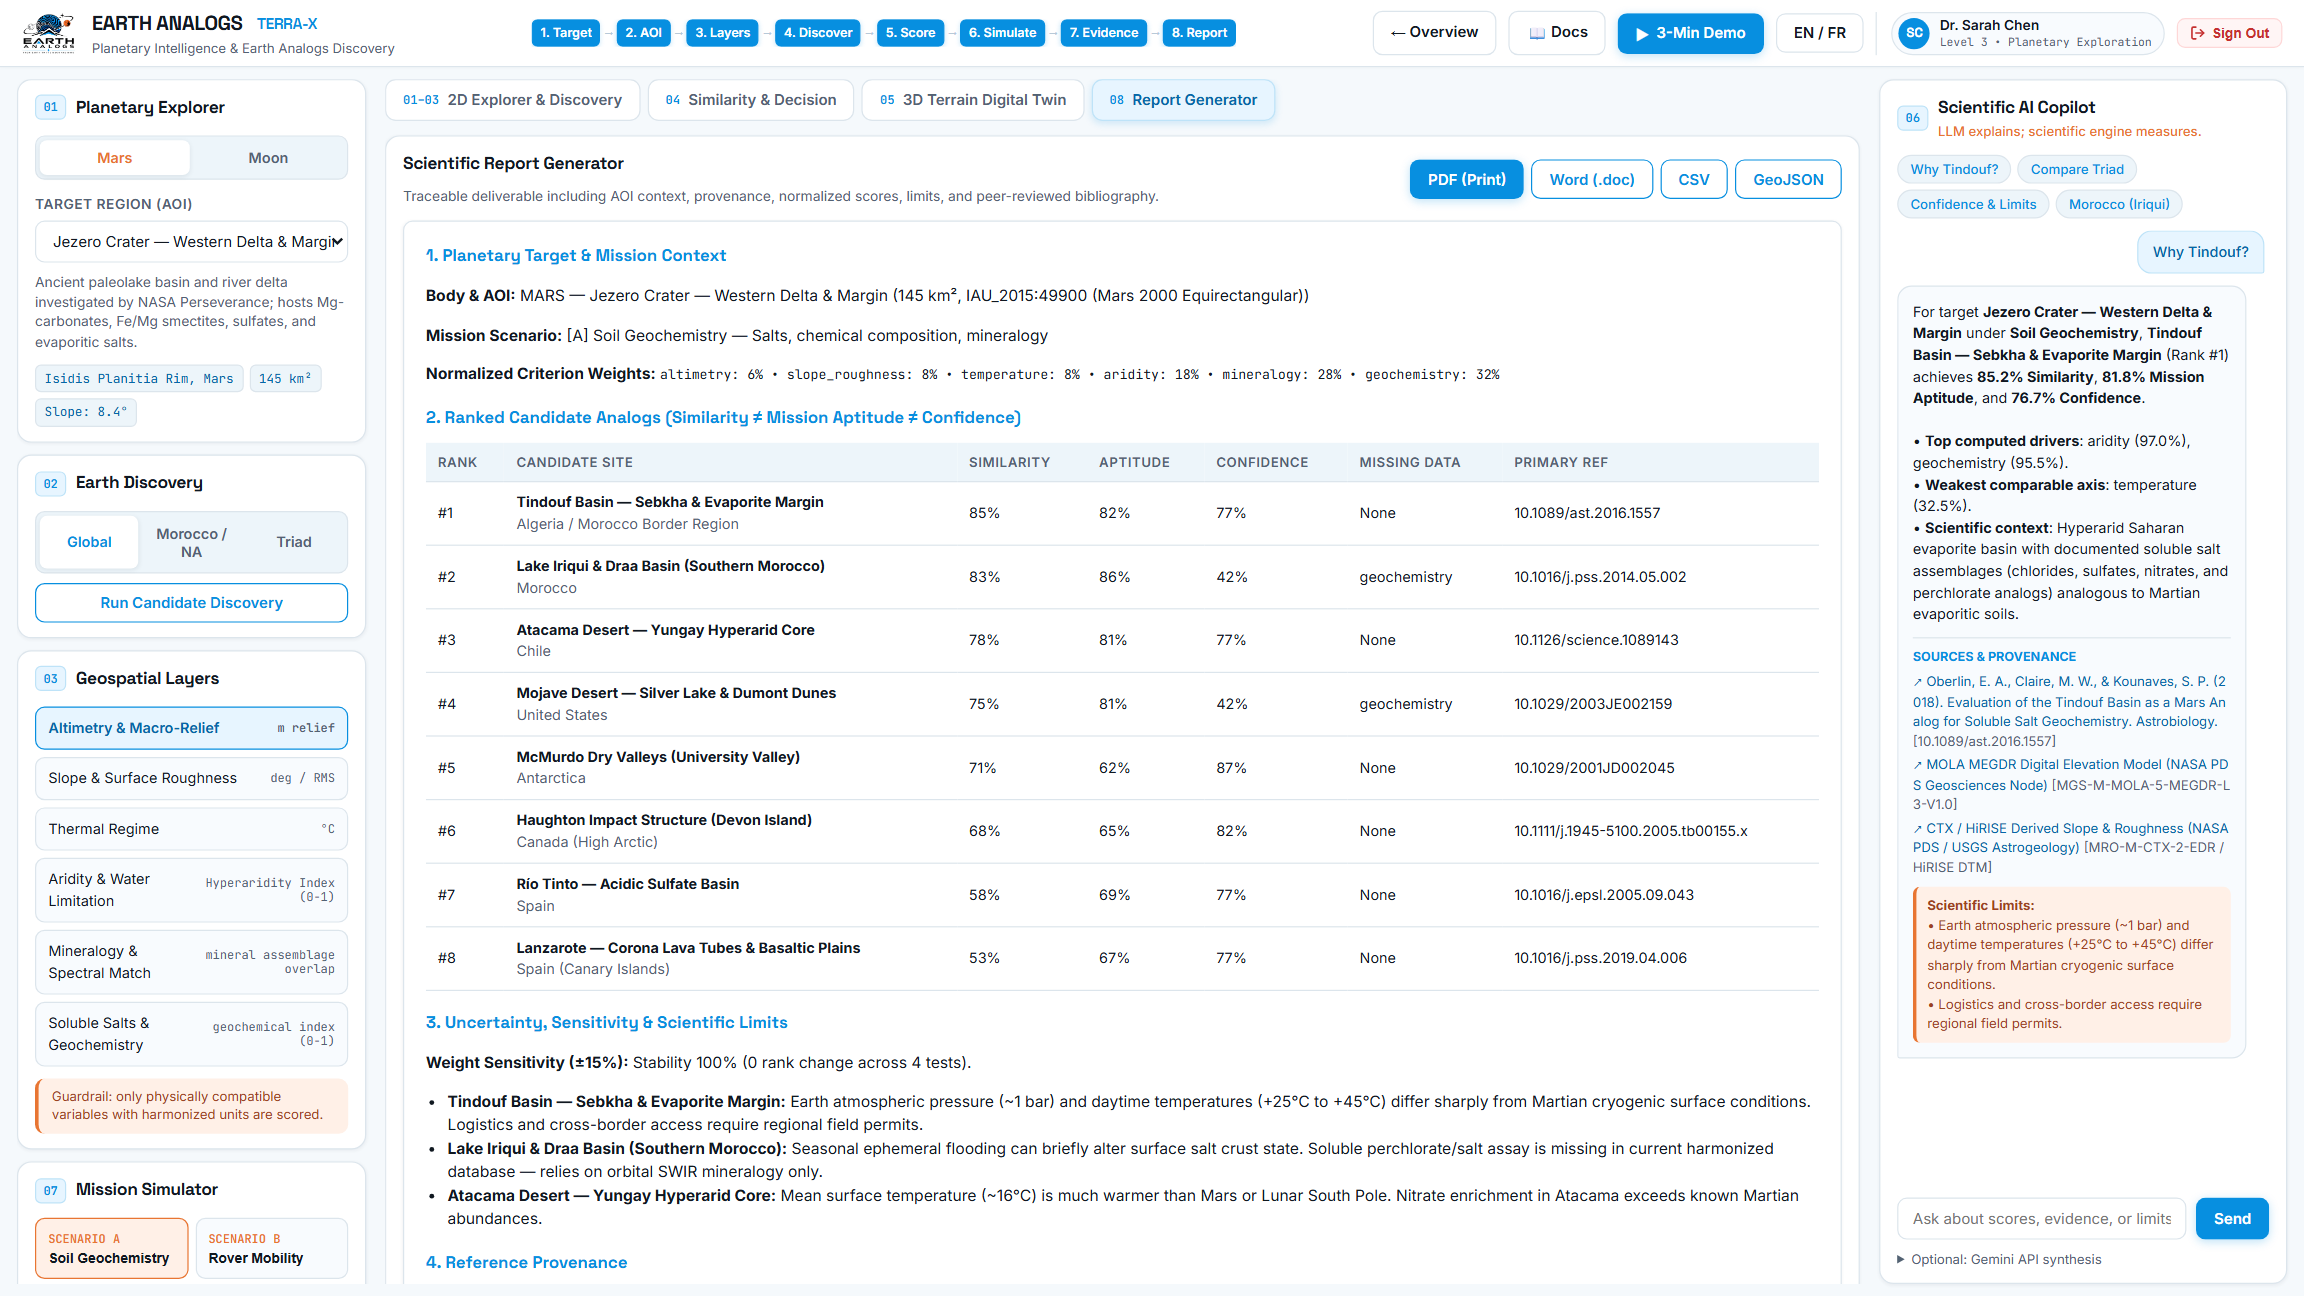 EARTH ANALOGS
EARTH ANALOGS TERRA-X
Planetary Intelligence & Earth Analogs Discovery
1. Target → 2. AOI → 3. Layers → 4. Discover → 5. Score → 6. Simulate → 7. Evidence → 8. Report
← Overview
📖 Docs
▶ 3-Min Demo
EN / FR
SC
Dr. Sarah Chen
Level 3 • Planetary Exploration
Sign Out
01 Planetary Explorer
Mars
Moon
TARGET REGION (AOI)
Jezero Crater — Western Delta & Margin
Ancient paleolake basin and river delta
investigated by NASA Perseverance; hosts Mg-
carbonates, Fe/Mg smectites, sulfates, and
evaporitic salts.
Isidis Planitia Rim, Mars
145 km²
Slope: 8.4°
02 Earth Discovery
Global
Morocco /
NA
Triad
Run Candidate Discovery
03 Geospatial Layers
Altimetry & Macro-Relief m relief
Slope & Surface Roughness deg / RMS
Thermal Regime °C
Aridity & Water
Limitation
Hyperaridity Index
(0-1)
Mineralogy &
Spectral Match
mineral assemblage
overlap
Soluble Salts &
Geochemistry
geochemical index
(0-1)
Guardrail: only physically compatible
variables with harmonized units are scored.
07 Mission Simulator
SCENARIO A
Soil Geochemistry
SCENARIO B
Rover Mobility
01-03 2D Explorer & Discovery
04 Similarity & Decision
05 3D Terrain Digital Twin
08 Report Generator
Scientific Report Generator
Traceable deliverable including AOI context, provenance, normalized scores, limits, and peer-reviewed bibliography.
PDF (Print)
Word (.doc)
CSV
GeoJSON
1. Planetary Target & Mission Context
Body & AOI: MARS — Jezero Crater — Western Delta & Margin (145 km², IAU_2015:49900 (Mars 2000 Equirectangular))
Mission Scenario: [A] Soil Geochemistry — Salts, chemical composition, mineralogy
Normalized Criterion Weights: altimetry: 6% • slope_roughness: 8% • temperature: 8% • aridity: 18% • mineralogy: 28% • geochemistry: 32%
2. Ranked Candidate Analogs (Similarity ≠ Mission Aptitude ≠ Confidence)
RANK CANDIDATE SITE SIMILARITY APTITUDE CONFIDENCE MISSING DATA PRIMARY REF
#1 Tindouf Basin — Sebkha & Evaporite Margin 85% 82% 77% None 10.1089/ast.2016.1557
Algeria / Morocco Border Region
#2 Lake Iriqui & Draa Basin (Southern Morocco) 83% 86% 42% geochemistry 10.1016/j.pss.2014.05.002
Morocco
#3 Atacama Desert — Yungay Hyperarid Core 78% 81% 77% None 10.1126/science.1089143
Chile
#4 Mojave Desert — Silver Lake & Dumont Dunes 75% 81% 42% geochemistry 10.1029/2003JE002159
United States
#5 McMurdo Dry Valleys (University Valley) 71% 62% 87% None 10.1029/2001JD002045
Antarctica
#6 Haughton Impact Structure (Devon Island) 68% 65% 82% None 10.1111/j.1945-5100.2005.tb00155.x
Canada (High Arctic)
#7 Río Tinto — Acidic Sulfate Basin 58% 69% 77% None 10.1016/j.epsl.2005.09.043
Spain
#8 Lanzarote — Corona Lava Tubes & Basaltic Plains 53% 67% 77% None 10.1016/j.pss.2019.04.006
Spain (Canary Islands)
3. Uncertainty, Sensitivity & Scientific Limits
Weight Sensitivity (±15%): Stability 100% (0 rank change across 4 tests).
• Tindouf Basin — Sebkha & Evaporite Margin: Earth atmospheric pressure (~1 bar) and daytime temperatures (+25°C to +45°C) differ sharply from Martian cryogenic surface conditions.
Logistics and cross-border access require regional field permits.
• Lake Iriqui & Draa Basin (Southern Morocco): Seasonal ephemeral flooding can briefly alter surface salt crust state. Soluble perchlorate/salt assay is missing in current harmonized
database — relies on orbital SWIR mineralogy only.
• Atacama Desert — Yungay Hyperarid Core: Mean surface temperature (~16°C) is much warmer than Mars or Lunar South Pole. Nitrate enrichment in Atacama exceeds known Martian
abundances.
4. Reference Provenance
06 Scientific AI Copilot
LLM explains; scientific engine measures.
Why Tindouf?
Compare Triad
Confidence & Limits
Morocco (Iriqui)
Why Tindouf?
For target Jezero Crater — Western Delta &
Margin under Soil Geochemistry, Tindouf
Basin — Sebkha & Evaporite Margin (Rank #1)
achieves 85.2% Similarity, 81.8% Mission
Aptitude, and 76.7% Confidence.
• Top computed drivers: aridity (97.0%),
geochemistry (95.5%).
• Weakest comparable axis: temperature
(32.5%).
• Scientific context: Hyperarid Saharan
evaporite basin with documented soluble salt
assemblages (chlorides, sulfates, nitrates, and
perchlorate analogs) analogous to Martian
evaporitic soils.
SOURCES & PROVENANCE
↗ Oberlin, E. A., Claire, M. W., & Kounaves, S. P. (2
018). Evaluation of the Tindouf Basin as a Mars An
alog for Soluble Salt Geochemistry. Astrobiology.
[10.1089/ast.2016.1557]
↗ MOLA MEGDR Digital Elevation Model (NASA PD
S Geosciences Node) [MGS-M-MOLA-5-MEGDR-L
3-V1.0]
↗ CTX / HiRISE Derived Slope & Roughness (NASA
PDS / USGS Astrogeology) [MRO-M-CTX-2-EDR /
HiRISE DTM]
Scientific Limits:
• Earth atmospheric pressure (~1 bar) and
daytime temperatures (+25°C to +45°C) differ
sharply from Martian cryogenic surface
conditions.
• Logistics and cross-border access require
regional field permits.
Ask about scores, evidence, or limits
Send
▶ Optional: Gemini API synthesis